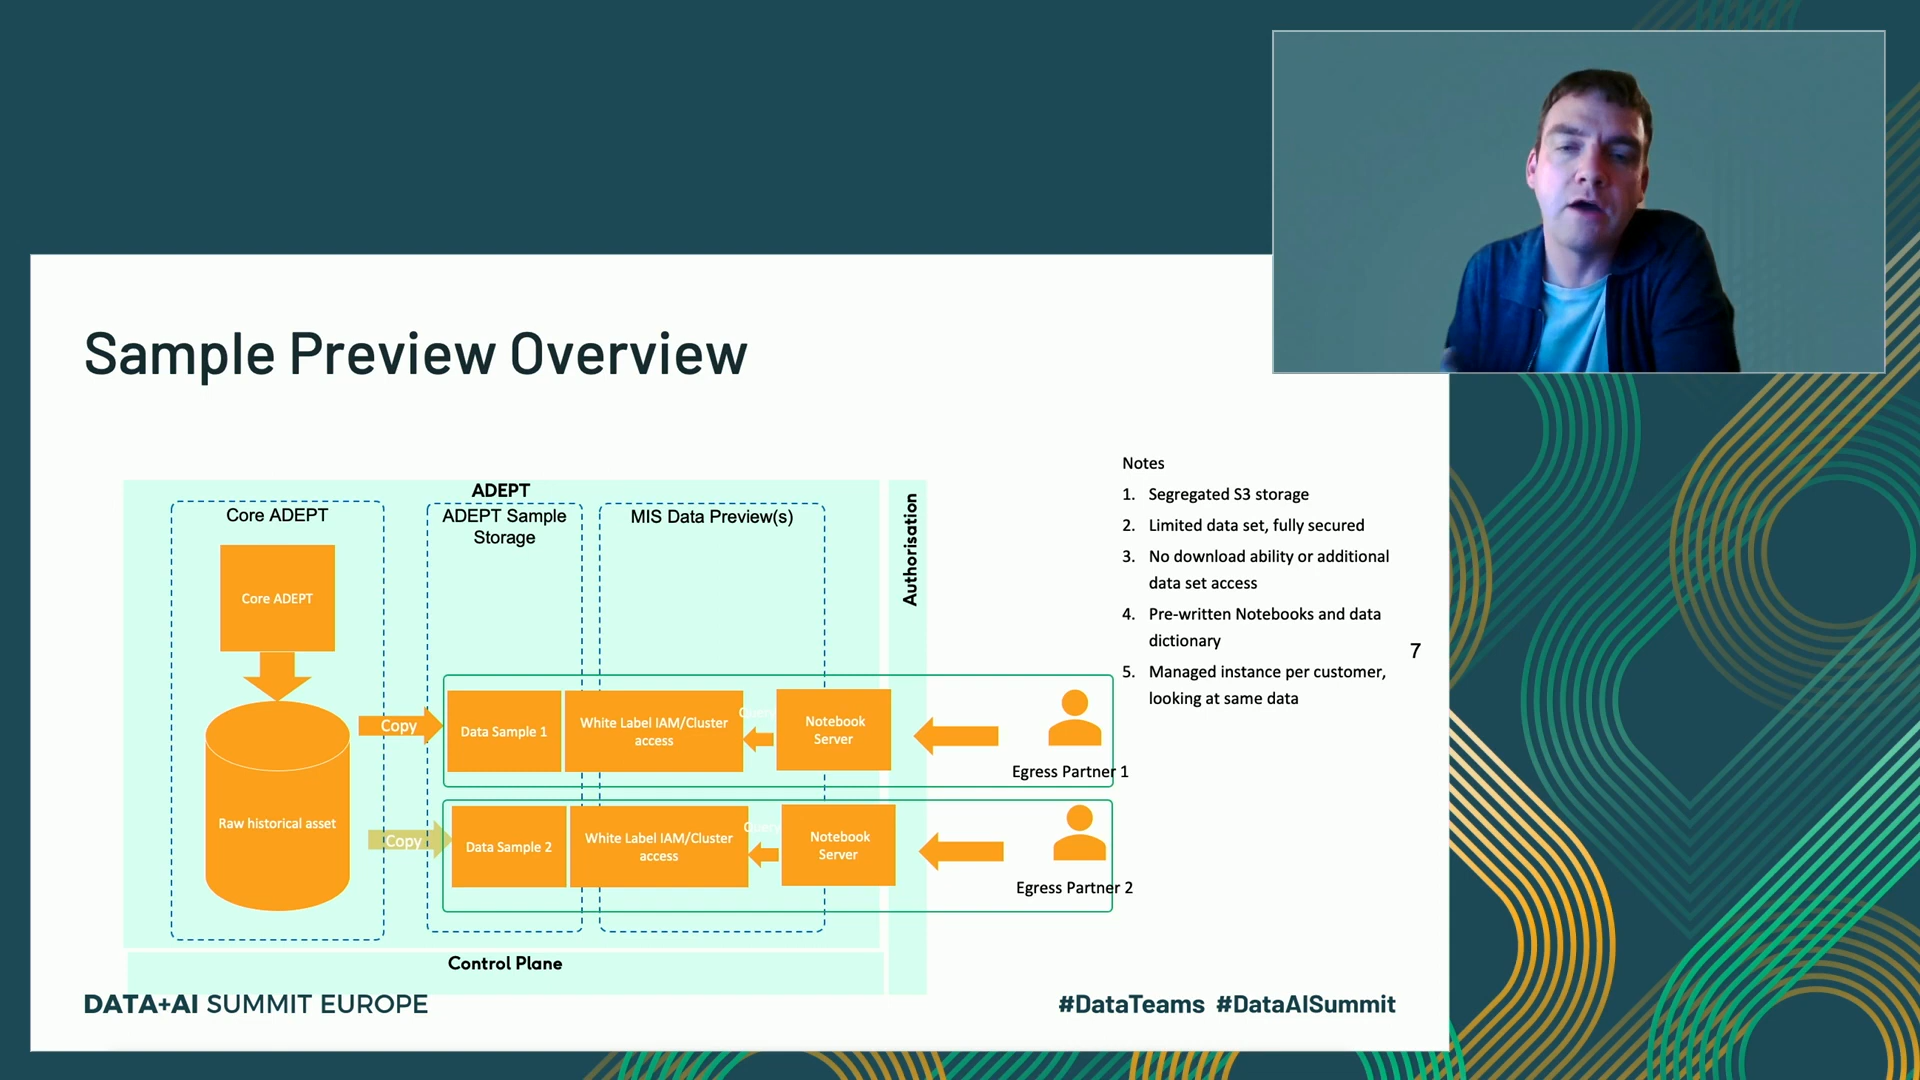 Sample Preview Overview
ADEPT
Core ADEPT
ADEPT Sample
Storage
MIS Data Preview(s)
Authorisation
Core ADEPT
Raw historical asset
Copy
Data Sample 1
White Label IAM/Cluster
access
Query
Notebook
Server
Egress Partner 1
Copy
Data Sample 2
White Label IAM/Cluster
access
Query
Notebook
Server
Egress Partner 2
Control Plane
Notes
1. Segregated S3 storage
2. Limited data set, fully secured
3. No download ability or additional
data set access
4. Pre-written Notebooks and data
dictionary
5. Managed instance per customer,
looking at same data
7
DATA+AI SUMMIT EUROPE
#DataTeams #DataAISummit